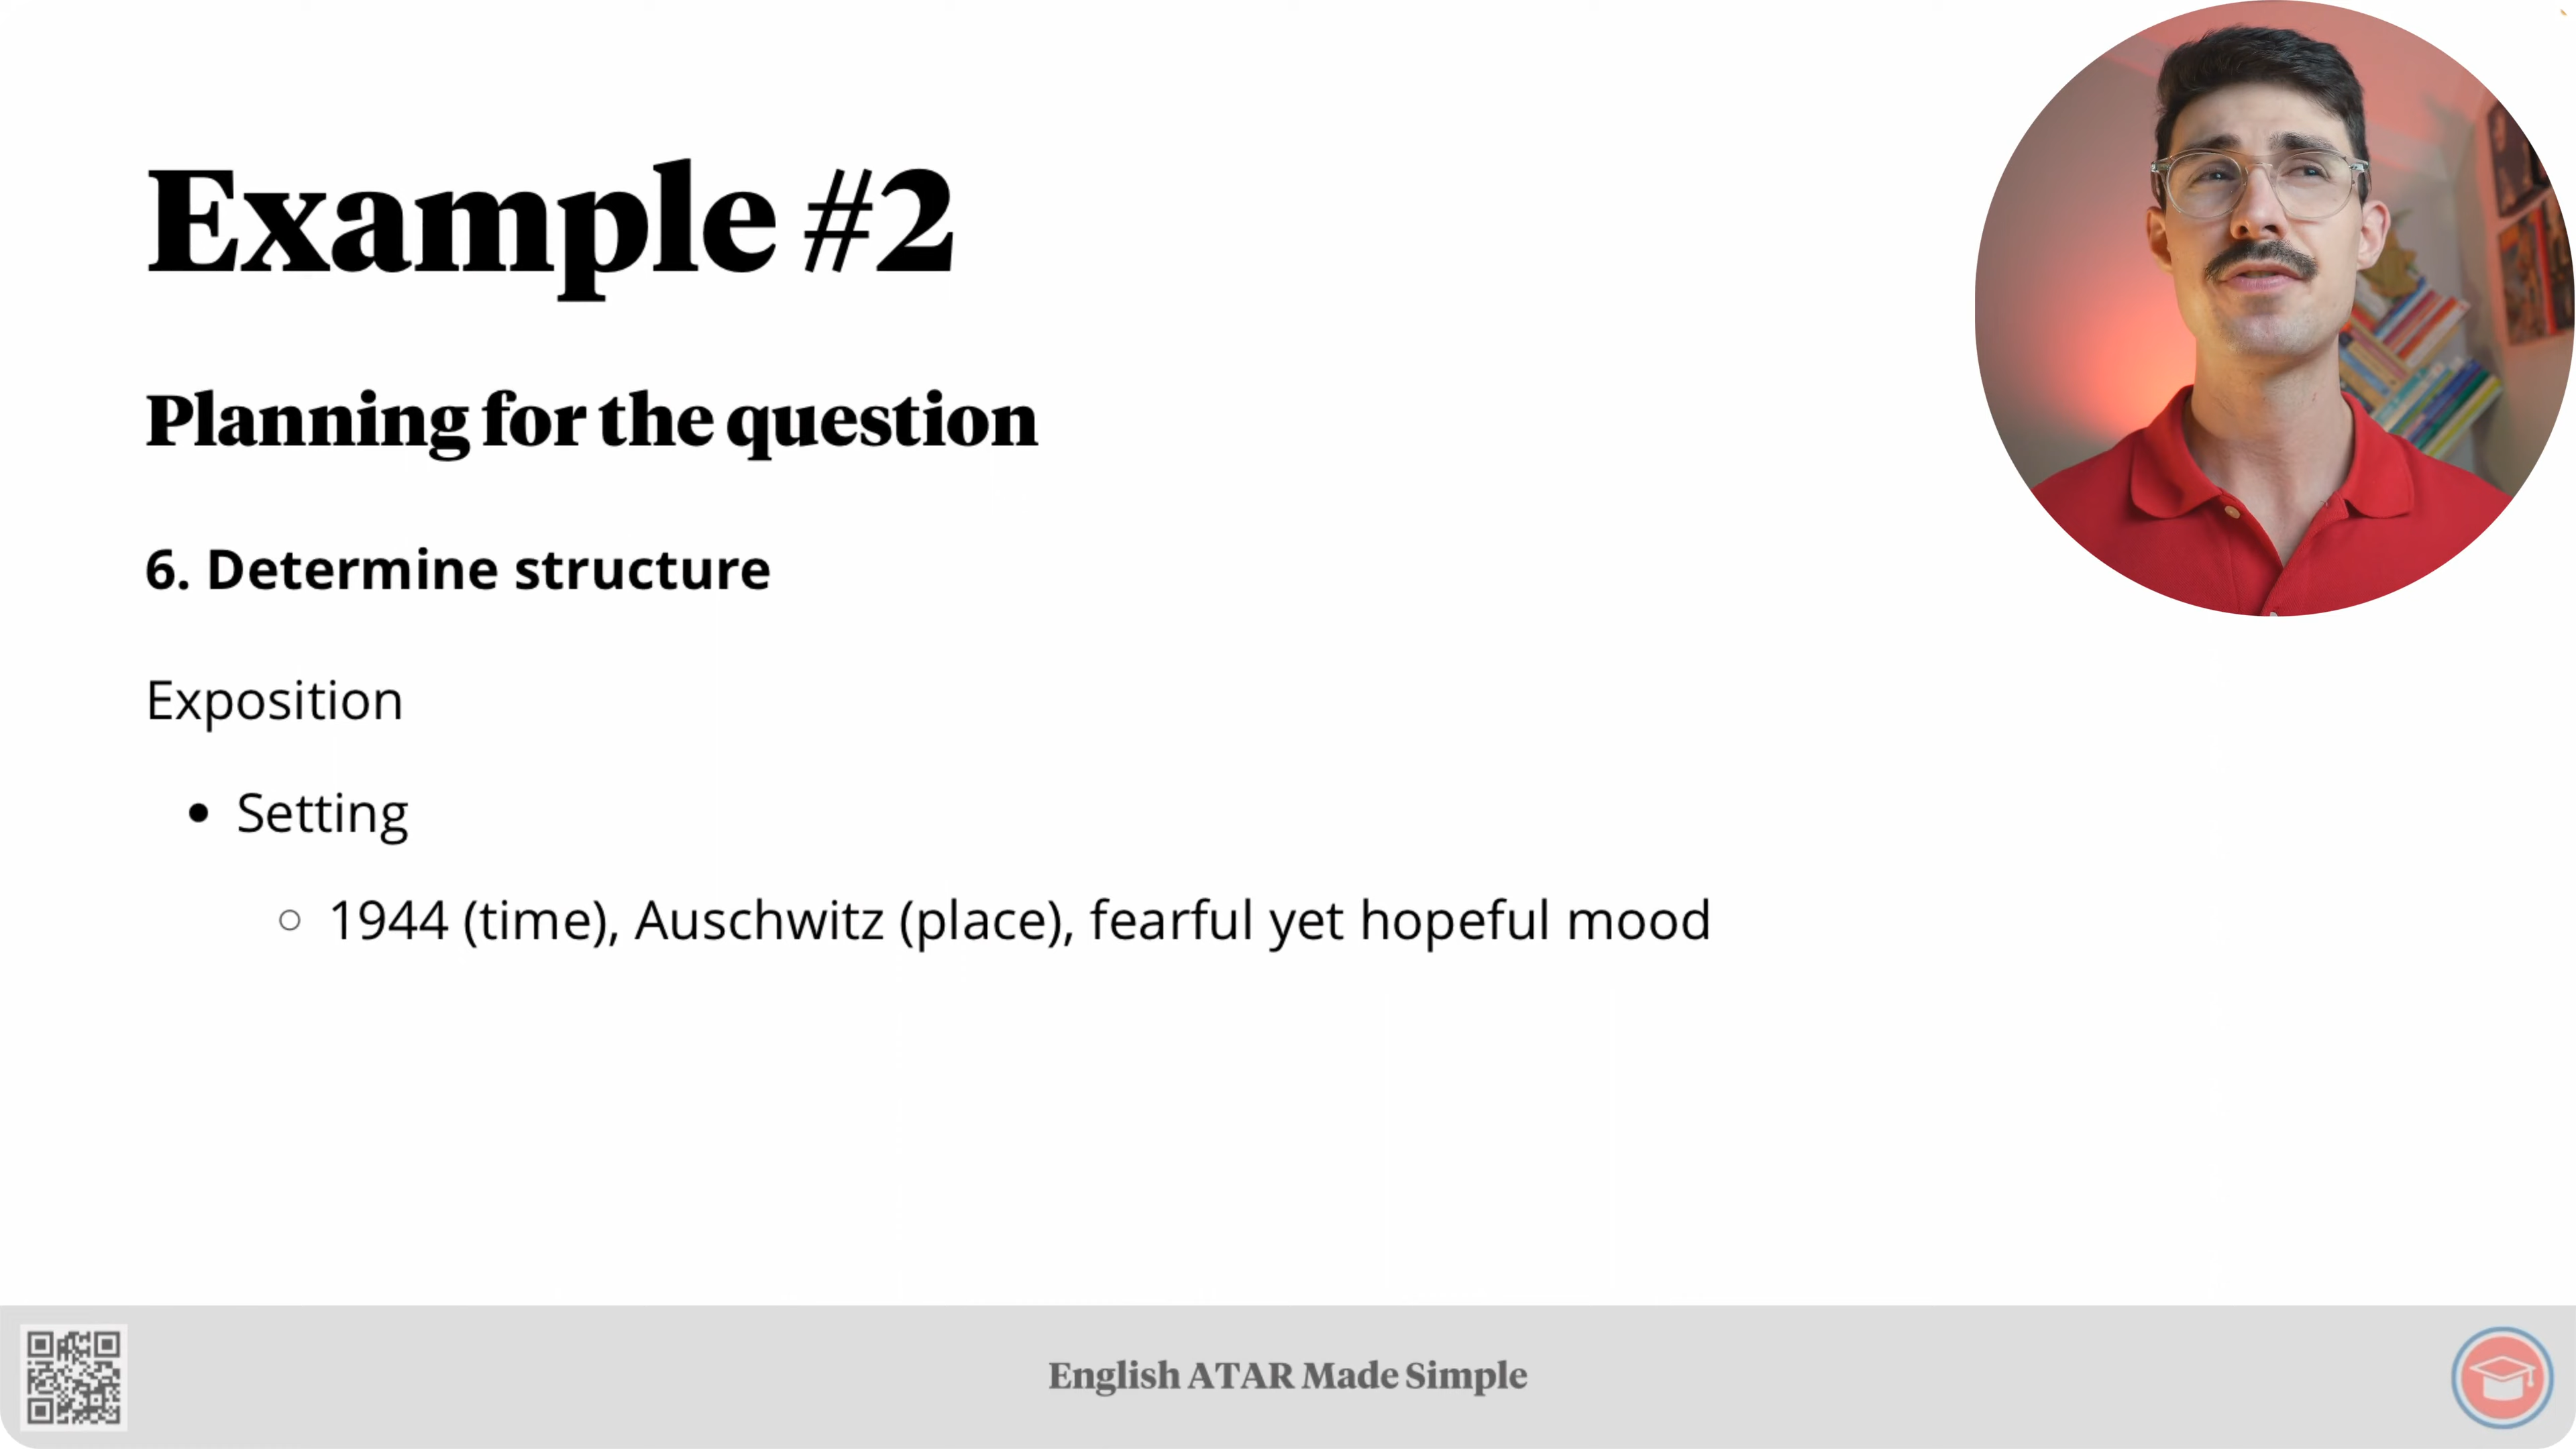 Example #2
Planning for the question
6. Determine structure
Exposition
• Setting
○ 1944 (time), Auschwitz (place), fearful yet hopeful mood
English ATAR Made Simple